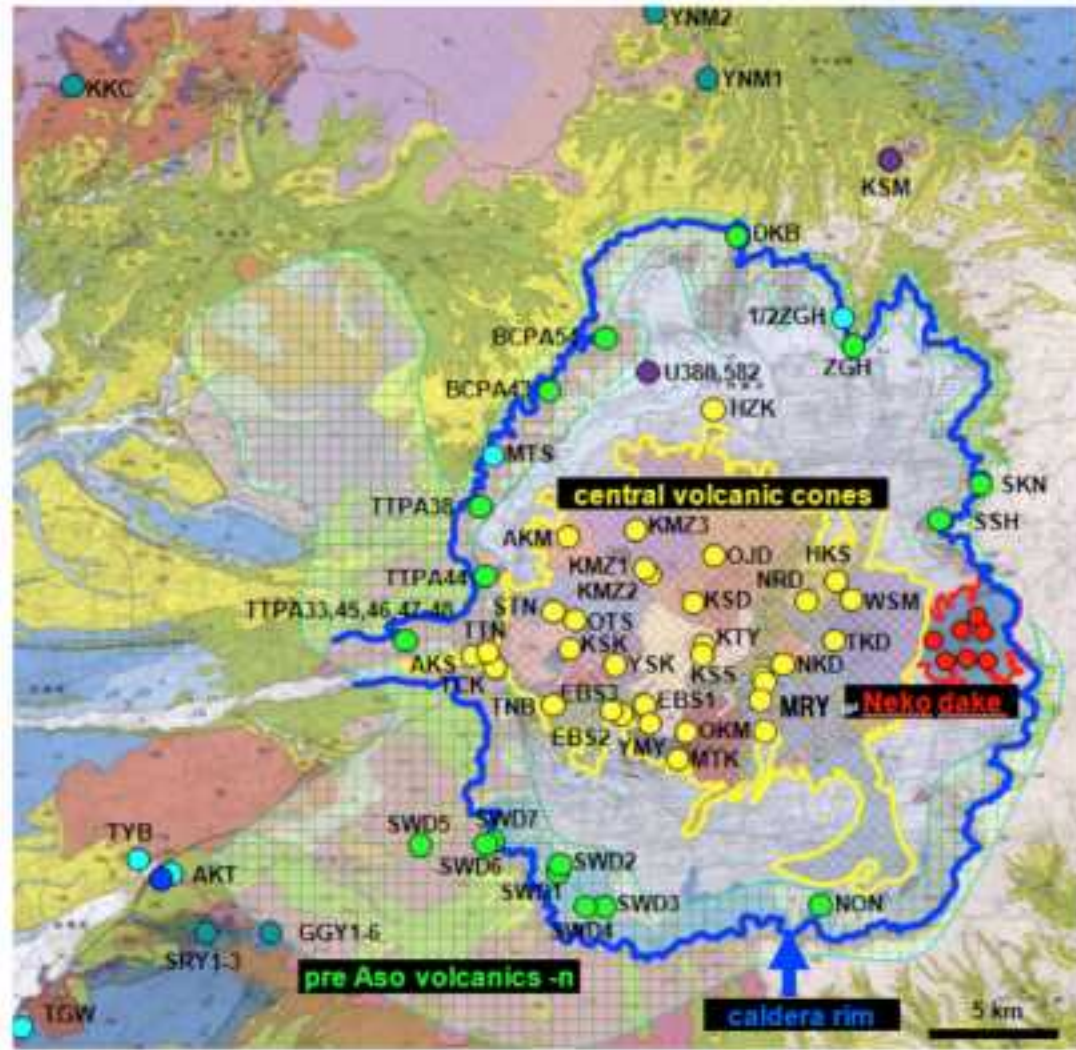 YNM2
KKC
YNM1
KSM
OKB
1/2ZGH
BCPA5
ZGH
U388,582
BCPA47
HZK
MTS
central volcanic cones
SKN
TTPA38
SSH
AKM
KMZ3
OJD
HKS
KMZ1
NRD
TTPA44
KMZ2
KSD
WSM
TTPA33,45,46,47-48
STN
OTS
TTN
KSK
KTY
TKD
AKS
YSK
KSS
NKD
TNB
EBS3
EBS1
MRY
Neko dake
EBS2
YMY
OKM
MTK
SWD5
SWD7
TYB
SWD6
SWD2
AKT
SWD1
SWD3
NON
SWD4
GGY1-6
SRY1-3
pre Aso volcanics -n
TGW
caldera rim
5 km